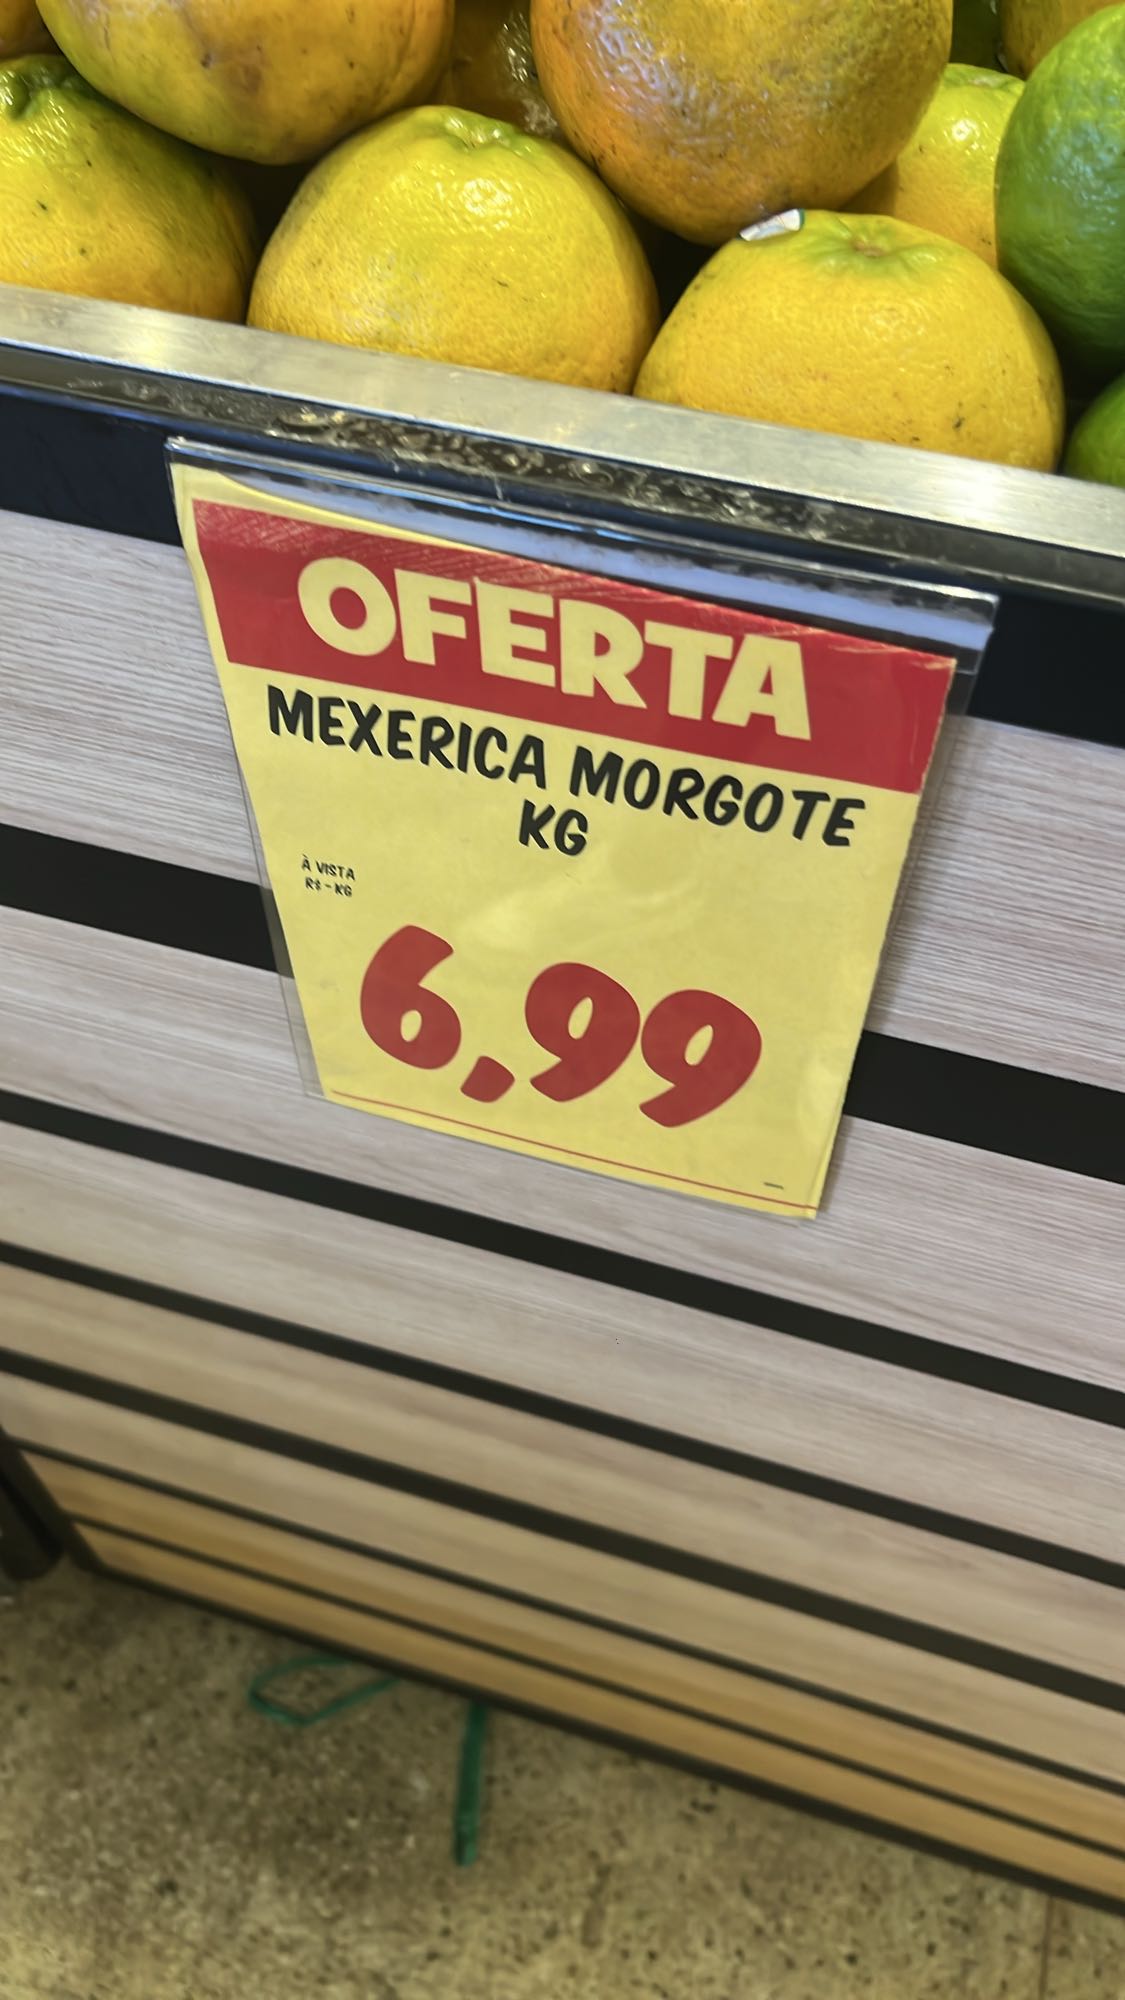 OFERTA
MEXERICA MORGOTE
KG
À VISTA
R$ - KG
6,99